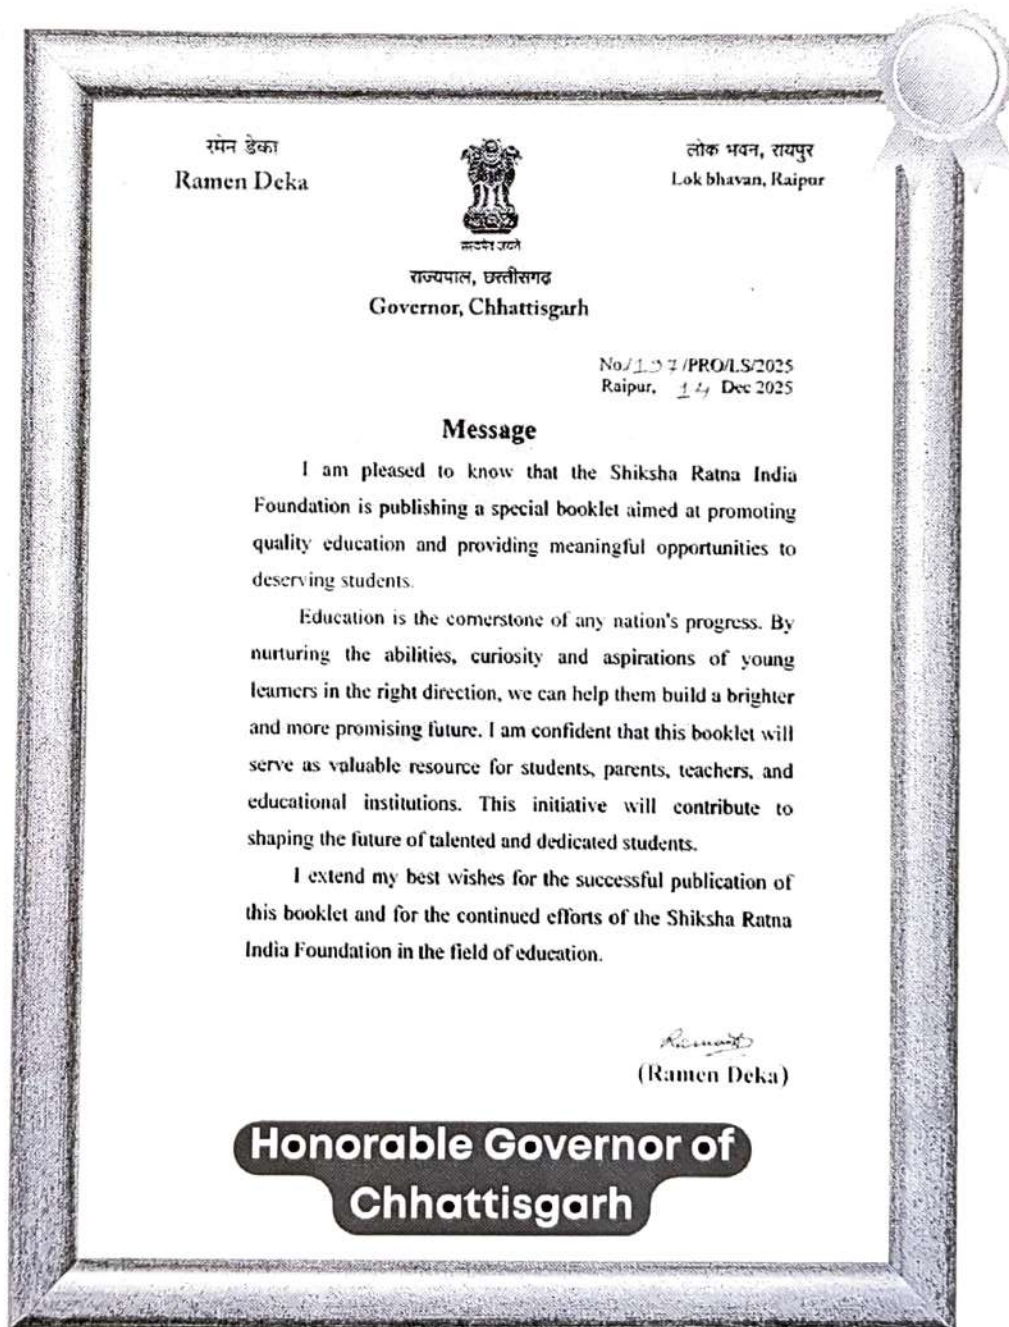 रमेन डेका
Ramen Deka
सत्यमेव जयते
राज्यपाल, छत्तीसगढ़
Governor, Chhattisgarh
लोक भवन, रायपुर
Lok bhavan, Raipur
/PRO/LS/2025
Raipur, 14 Dec 2025
Message
I am pleased to know that the Shiksha Ratna India
Foundation is publishing a special booklet aimed at promoting
quality education and providing meaningful opportunities to
deserving students.
Education is the cornerstone of any nation's progress. By
nurturing the abilities, curiosity and aspirations of young
learners in the right direction, we can help them build a brighter
and more promising future. I am confident that this booklet will
serve as valuable resource for students, parents, teachers, and
educational institutions. This initiative will contribute to
shaping the future of talented and dedicated students.
I extend my best wishes for the successful publication of
this booklet and for the continued efforts of the Shiksha Ratna
India Foundation in the field of education.
(Ramen Deka)
Honorable Governor of
Chhattisgarh